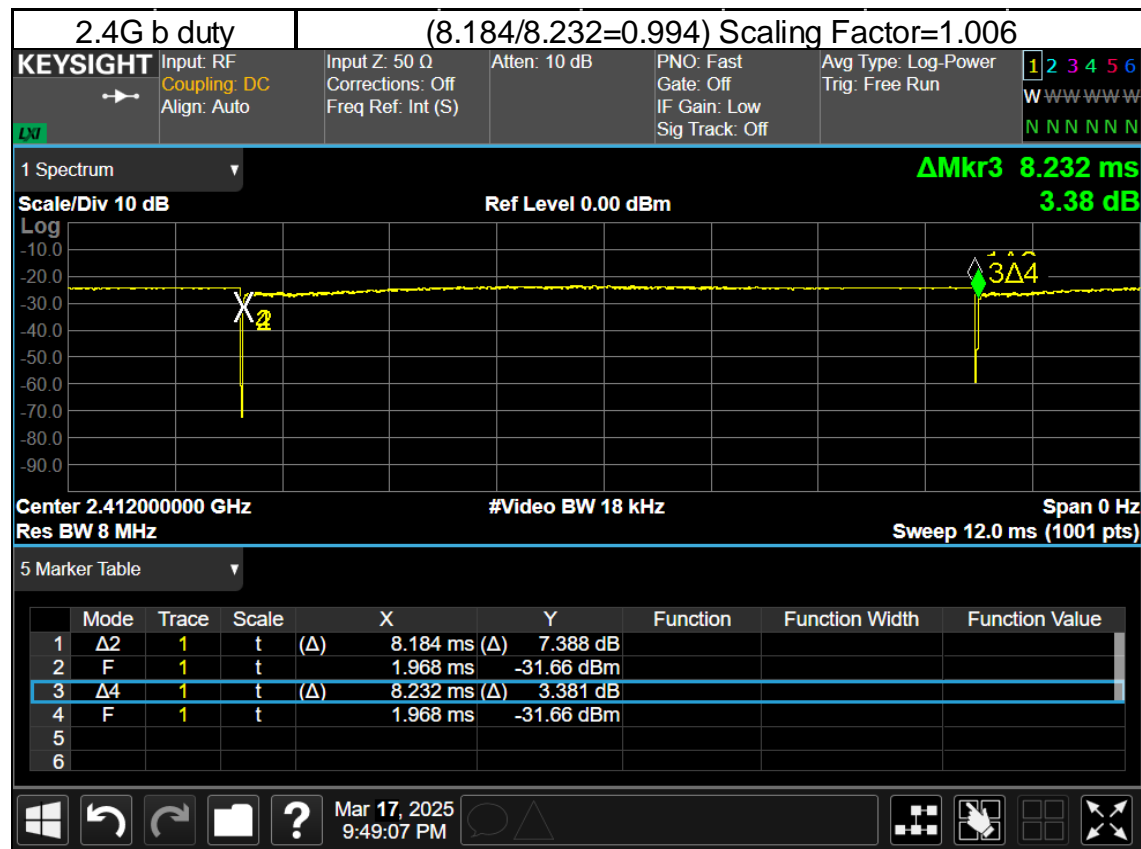 2.4G b duty (8.184/8.232=0.994) Scaling Factor=1.006
KEYSIGHT Input: RF Input Z: 50 Ω Atten: 10 dB PNO: Fast Avg Type: Log-Power 1 2 3 4 5 6
Coupling: DC Corrections: Off Gate: Off Trig: Free Run
Align: Auto Freq Ref: Int (S) IF Gain: Low W W W W W W
LXI Sig Track: Off N N N N N N
1 Spectrum ΔMkr3 8.232 ms
Scale/Div 10 dB Ref Level 0.00 dBm 3.38 dB
Log
-10.0
-20.0
3Δ4
-30.0
-40.0
-50.0
-60.0
-70.0
-80.0
-90.0
Center 2.412000000 GHz #Video BW 18 kHz Span 0 Hz
Res BW 8 MHz Sweep 12.0 ms (1001 pts)
5 Marker Table
Mode Trace Scale X Y Function Function Width Function Value
1 Δ2 1 t (Δ) 8.184 ms (Δ) 7.388 dB
2 F 1 t 1.968 ms -31.66 dBm
3 Δ4 1 t (Δ) 8.232 ms (Δ) 3.381 dB
4 F 1 t 1.968 ms -31.66 dBm
5
6
? Mar 17, 2025
9:49:07 PM